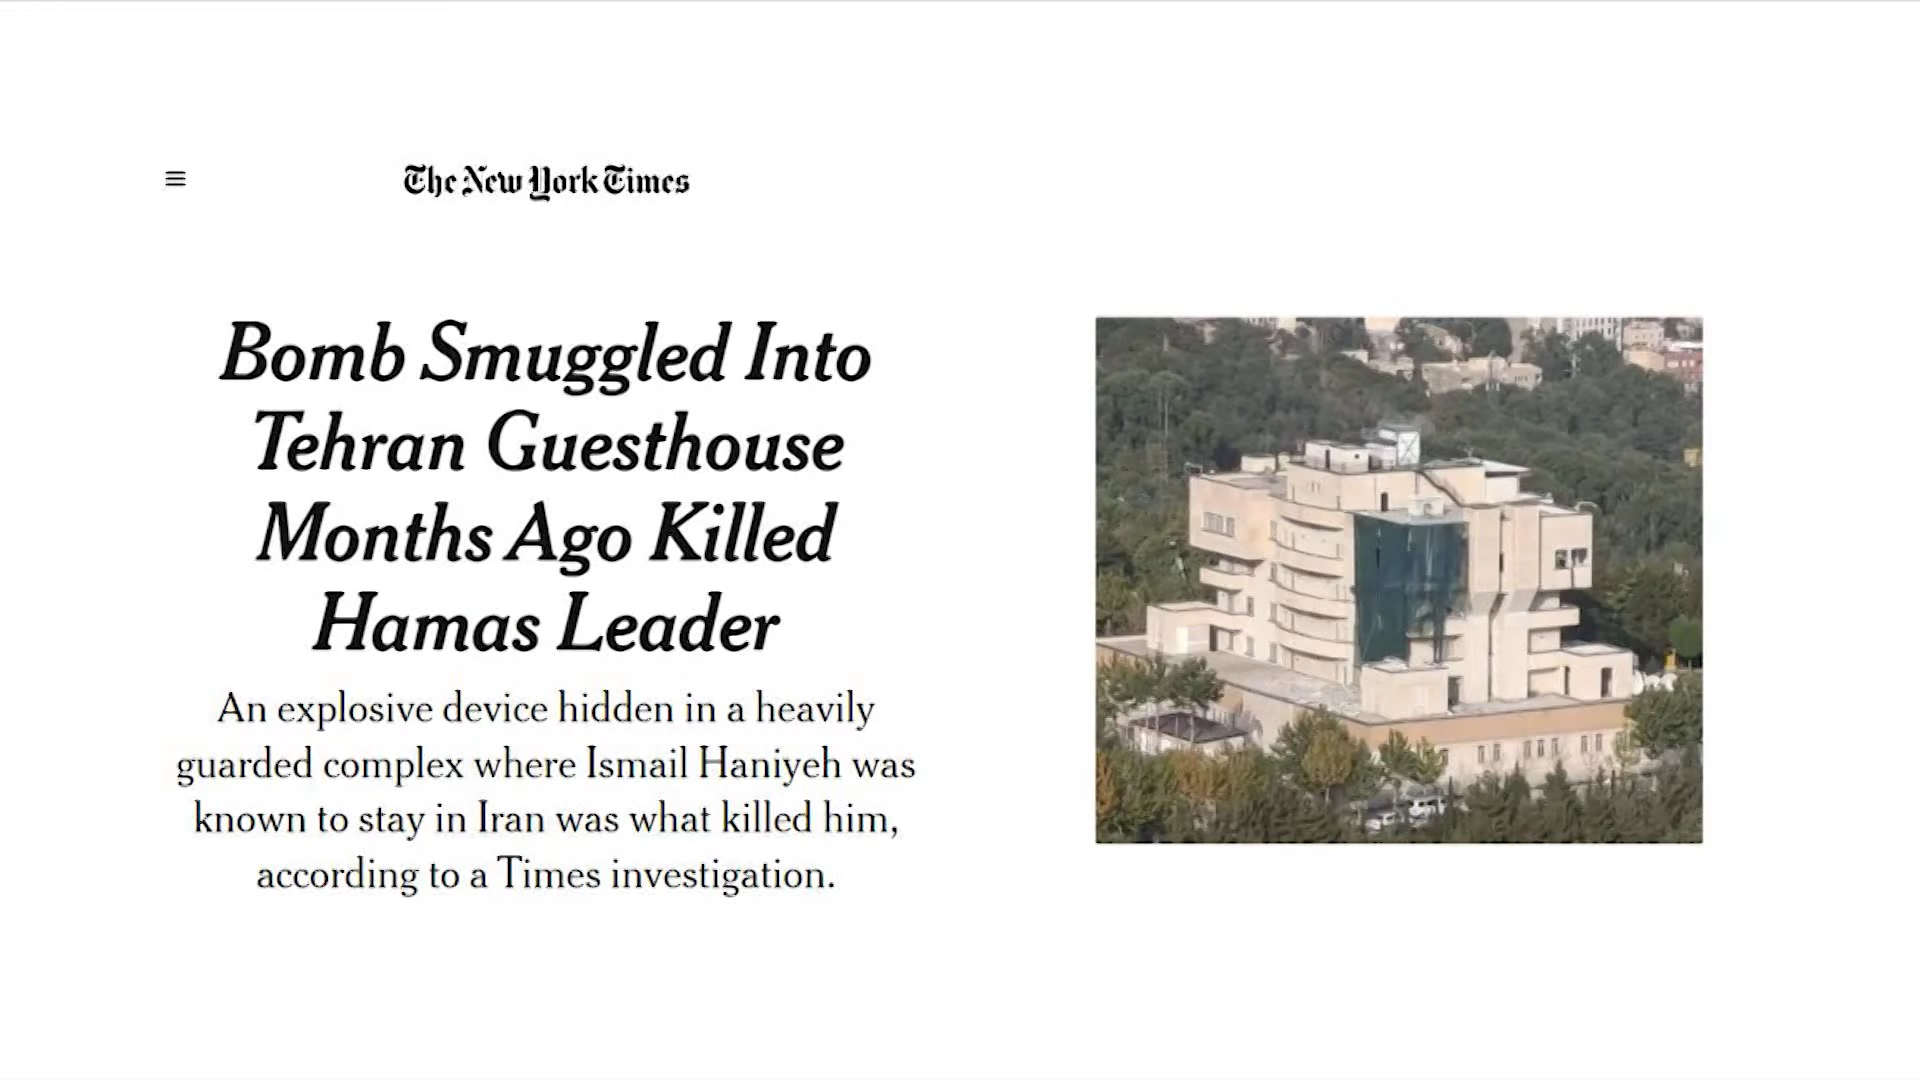 The New York Times
Bomb Smuggled Into
Tehran Guesthouse
Months Ago Killed
Hamas Leader
An explosive device hidden in a heavily
guarded complex where Ismail Haniyeh was
known to stay in Iran was what killed him,
according to a Times investigation.